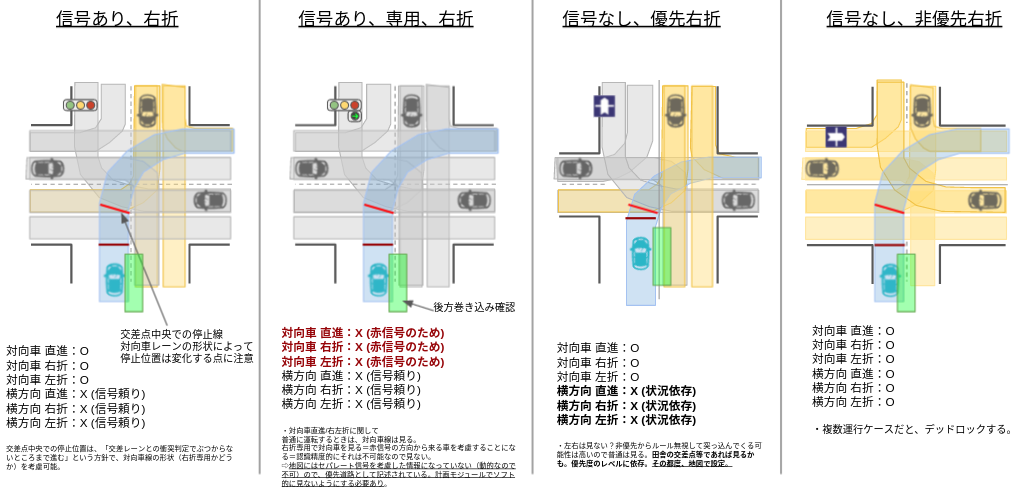 信号あり、右折
交差点中央での停止線
対向車レーンの形状によって
停止位置は変化する点に注意
対向車 直進：O
対向車 右折：O
対向車 左折：O
横方向 直進：X (信号頼り)
横方向 右折：X (信号頼り)
横方向 左折：X (信号頼り)
交差点中央での停止位置は、「交差レーンとの衝突判定でぶつからな
いところまで進む」という方針で、対向車線の形状（右折専用かどう
か）を考慮可能。
信号あり、専用、右折
後方巻き込み確認
対向車 直進：X (赤信号のため)
対向車 右折：X (赤信号のため)
対向車 左折：X (赤信号のため)
横方向 直進：X (信号頼り)
横方向 右折：X (信号頼り)
横方向 左折：X (信号頼り)
・対向車直進/右左折に関して
普通に運転するときは、対向車線は見る。
右折専用で対向車を見る＝赤信号の方向から来る車を考慮することにな
る＝認識精度的にそれは不可能なので見ない。
⇨地図にはセパレート信号を考慮した情報になっていない（動的なので
不可）ので、優先道路として記述されている。計画モジュールでソフト
的に見ないようにする必要あり。
信号なし、優先右折
対向車 直進：O
対向車 右折：O
対向車 左折：O
横方向 直進：X (状況依存)
横方向 右折：X (状況依存)
横方向 左折：X (状況依存)
・左右は見ない？非優先からルール無視して突っ込んでくる可
能性は高いので普通は見る。田舎の交差点等であれば見るか
も。優先度のレベルに依存。その都度、地図で設定。
信号なし、非優先右折
対向車 直進：O
対向車 右折：O
対向車 左折：O
横方向 直進：O
横方向 右折：O
横方向 左折：O
・複数運行ケースだと、デッドロックする。